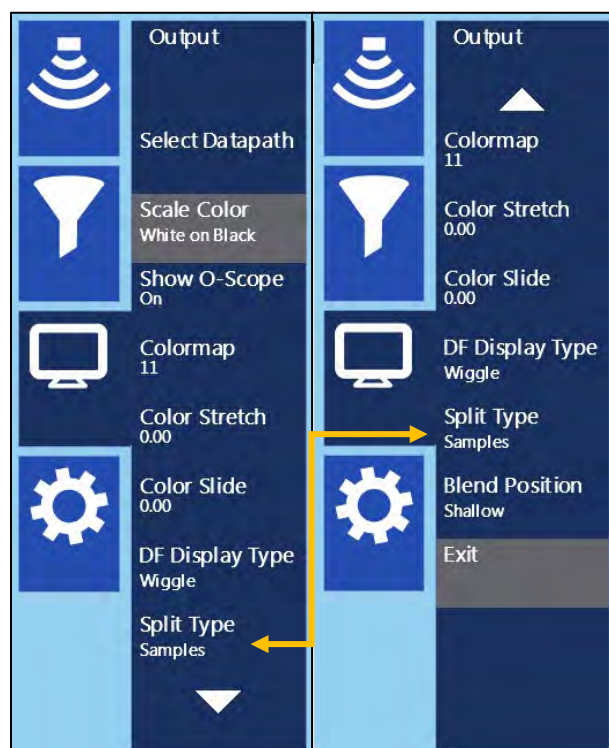 Output
Select Datapath
Scale Color
White on Black
Show O-Scope
On
Colormap
11
Color Stretch
0.00
Color Slide
0.00
DF Display Type
Wiggle
Split Type
Samples
Output
Colormap
11
Color Stretch
0.00
Color Slide
0.00
DF Display Type
Wiggle
Split Type
Samples
Blend Position
Shallow
Exit